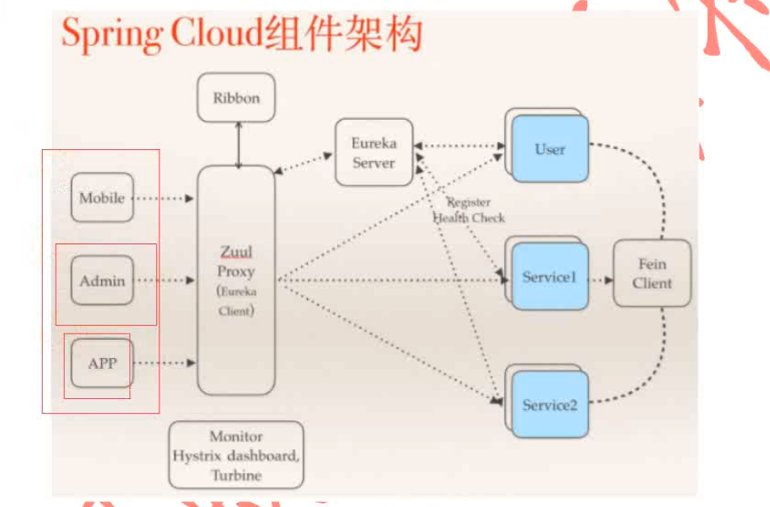 Spring Cloud组件架构
Ribbon
Eureka
Server
User
Mobile
Register
Health Check
Zuul
Proxy
(Eureka
Client)
Admin
Service1
Fein
Client
APP
Service2
Monitor
Hystrix dashboard,
Turbine